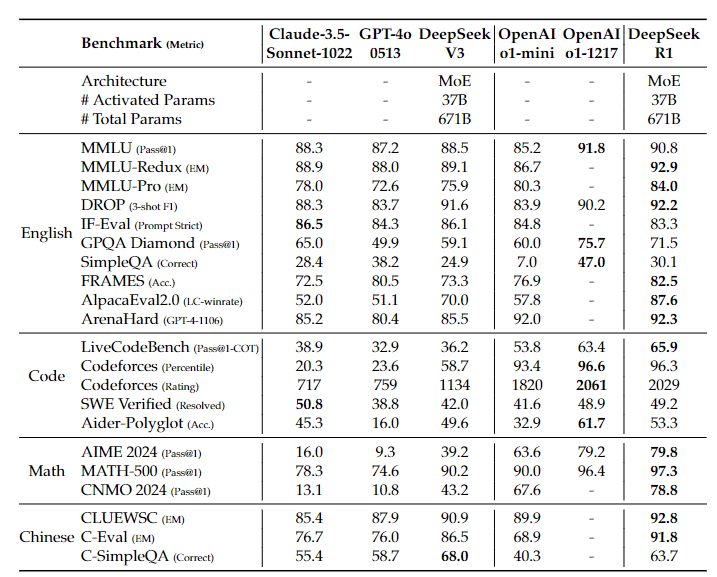 Benchmark (Metric) Claude-3.5- GPT-4o DeepSeek OpenAI OpenAI DeepSeek
Sonnet-1022 0513 V3 o1-mini o1-1217 R1
Architecture - - MoE - - MoE
# Activated Params - - 37B - - 37B
# Total Params - - 671B - - 671B
English
MMLU (Pass@1) 88.3 87.2 88.5 85.2 91.8 90.8
MMLU-Redux (EM) 88.9 88.0 89.1 86.7 - 92.9
MMLU-Pro (EM) 78.0 72.6 75.9 80.3 - 84.0
DROP (3-shot F1) 88.3 83.7 91.6 83.9 90.2 92.2
IF-Eval (Prompt Strict) 86.5 84.3 86.1 84.8 - 83.3
GPQA Diamond (Pass@1) 65.0 49.9 59.1 60.0 75.7 71.5
SimpleQA (Correct) 28.4 38.2 24.9 7.0 47.0 30.1
FRAMES (Acc.) 72.5 80.5 73.3 76.9 - 82.5
AlpacaEval2.0 (LC-winrate) 52.0 51.1 70.0 57.8 - 87.6
ArenaHard (GPT-4-1106) 85.2 80.4 85.5 92.0 - 92.3
Code
LiveCodeBench (Pass@1-COT) 38.9 32.9 36.2 53.8 63.4 65.9
Codeforces (Percentile) 20.3 23.6 58.7 93.4 96.6 96.3
Codeforces (Rating) 717 759 1134 1820 2061 2029
SWE Verified (Resolved) 50.8 38.8 42.0 41.6 48.9 49.2
Aider-Polyglot (Acc.) 45.3 16.0 49.6 32.9 61.7 53.3
Math
AIME 2024 (Pass@1) 16.0 9.3 39.2 63.6 79.2 79.8
MATH-500 (Pass@1) 78.3 74.6 90.2 90.0 96.4 97.3
CNMO 2024 (Pass@1) 13.1 10.8 43.2 67.6 - 78.8
Chinese
CLUEWSC (EM) 85.4 87.9 90.9 89.9 - 92.8
C-Eval (EM) 76.7 76.0 86.5 68.9 - 91.8
C-SimpleQA (Correct) 55.4 58.7 68.0 40.3 - 63.7